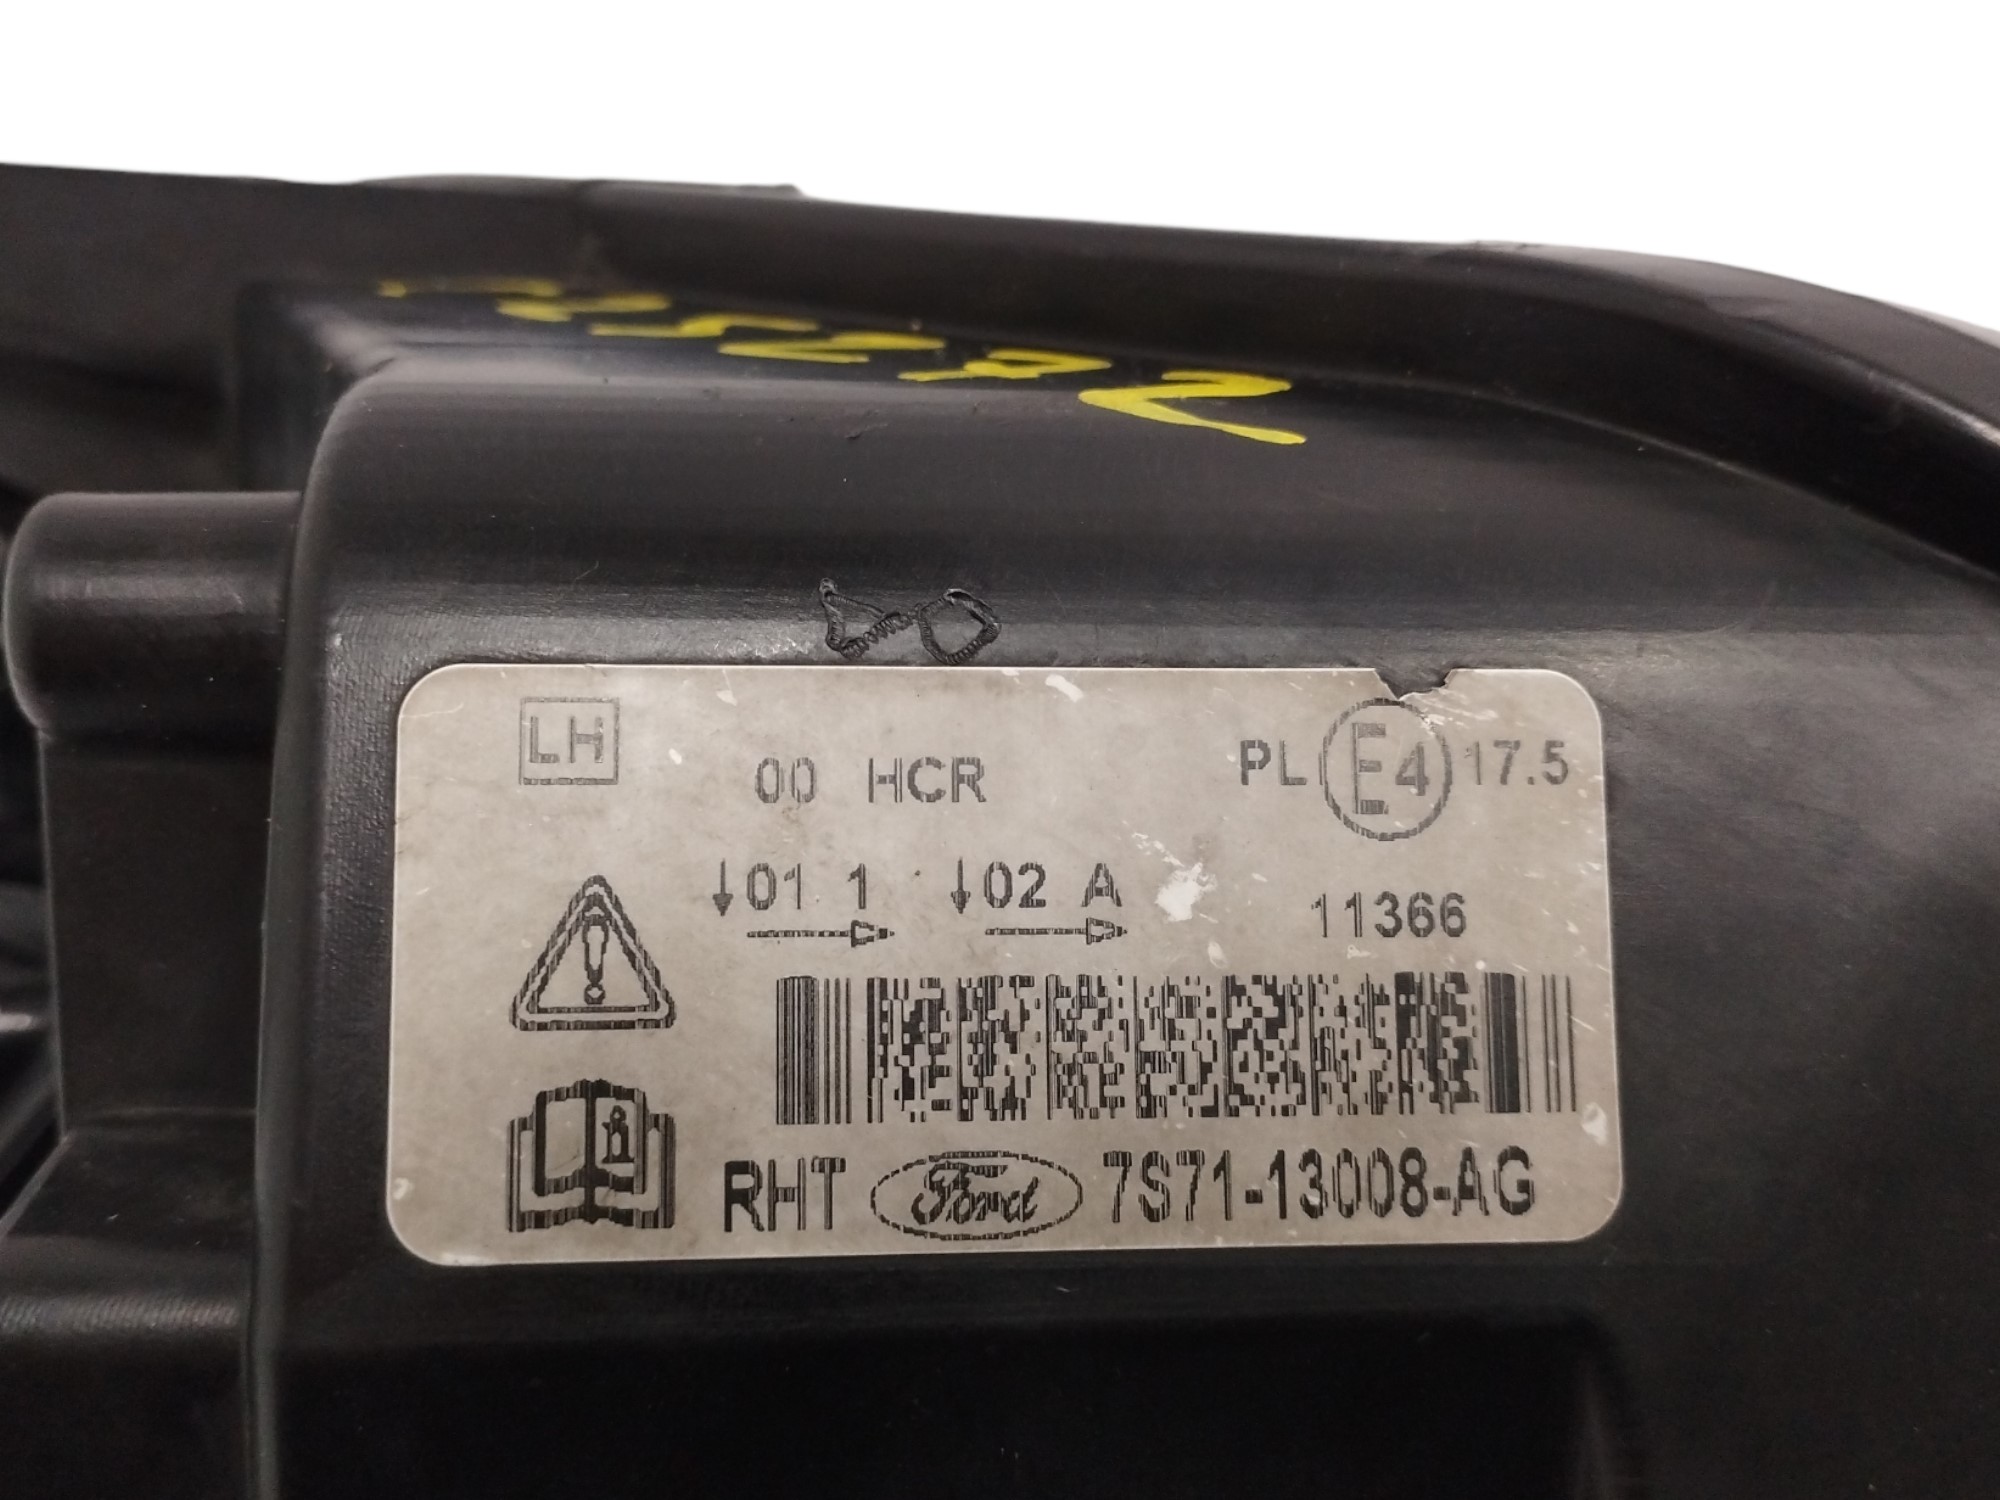 LH
00 HCR
PL E4 17.5
↓01 1 ↓02 A
11366
RHT Ford 7S71-13008-AG